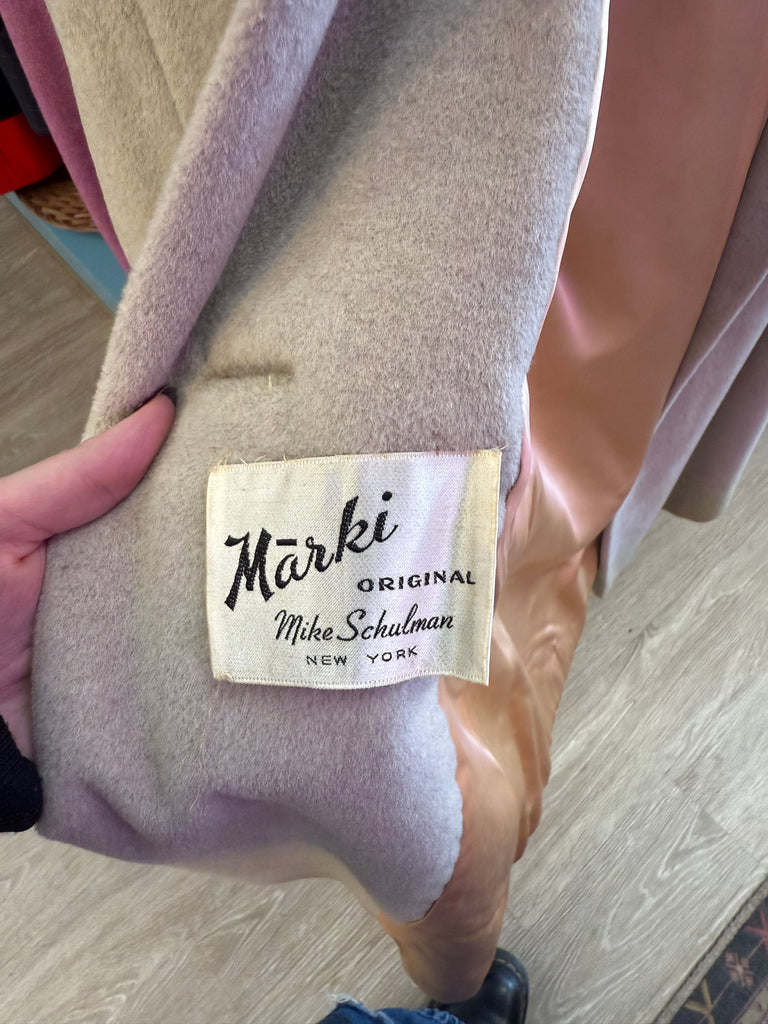 Mārki
ORIGINAL
Mike Schulman
NEW YORK